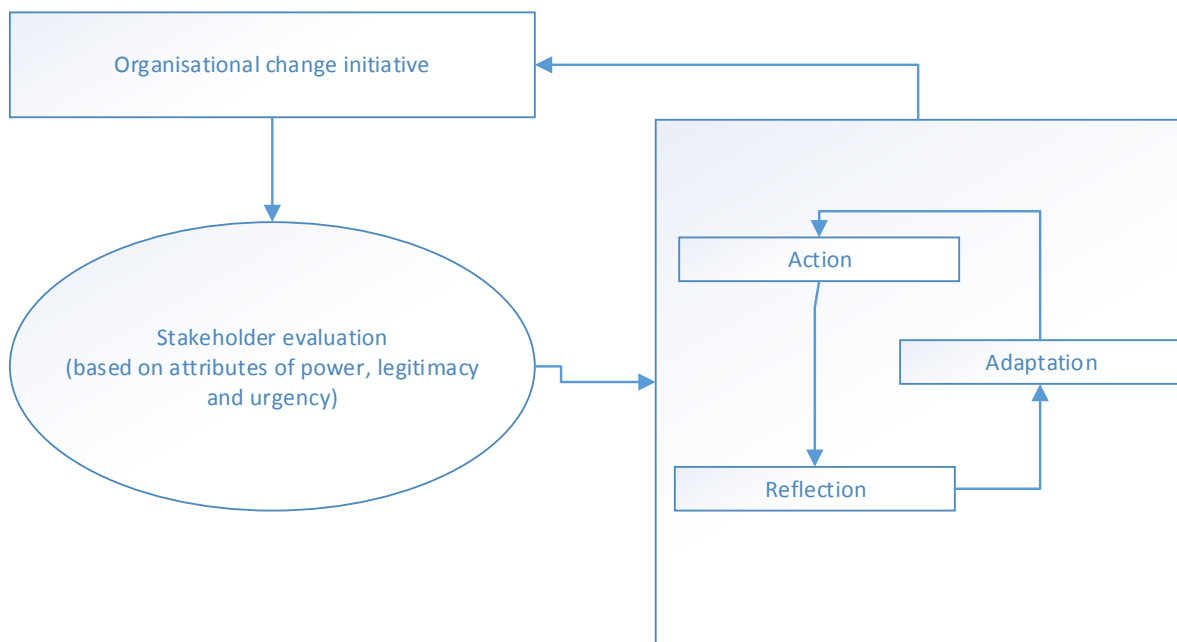 Organisational change initiative
Stakeholder evaluation
(based on attributes of power, legitimacy
and urgency)
Action
Adaptation
Reflection